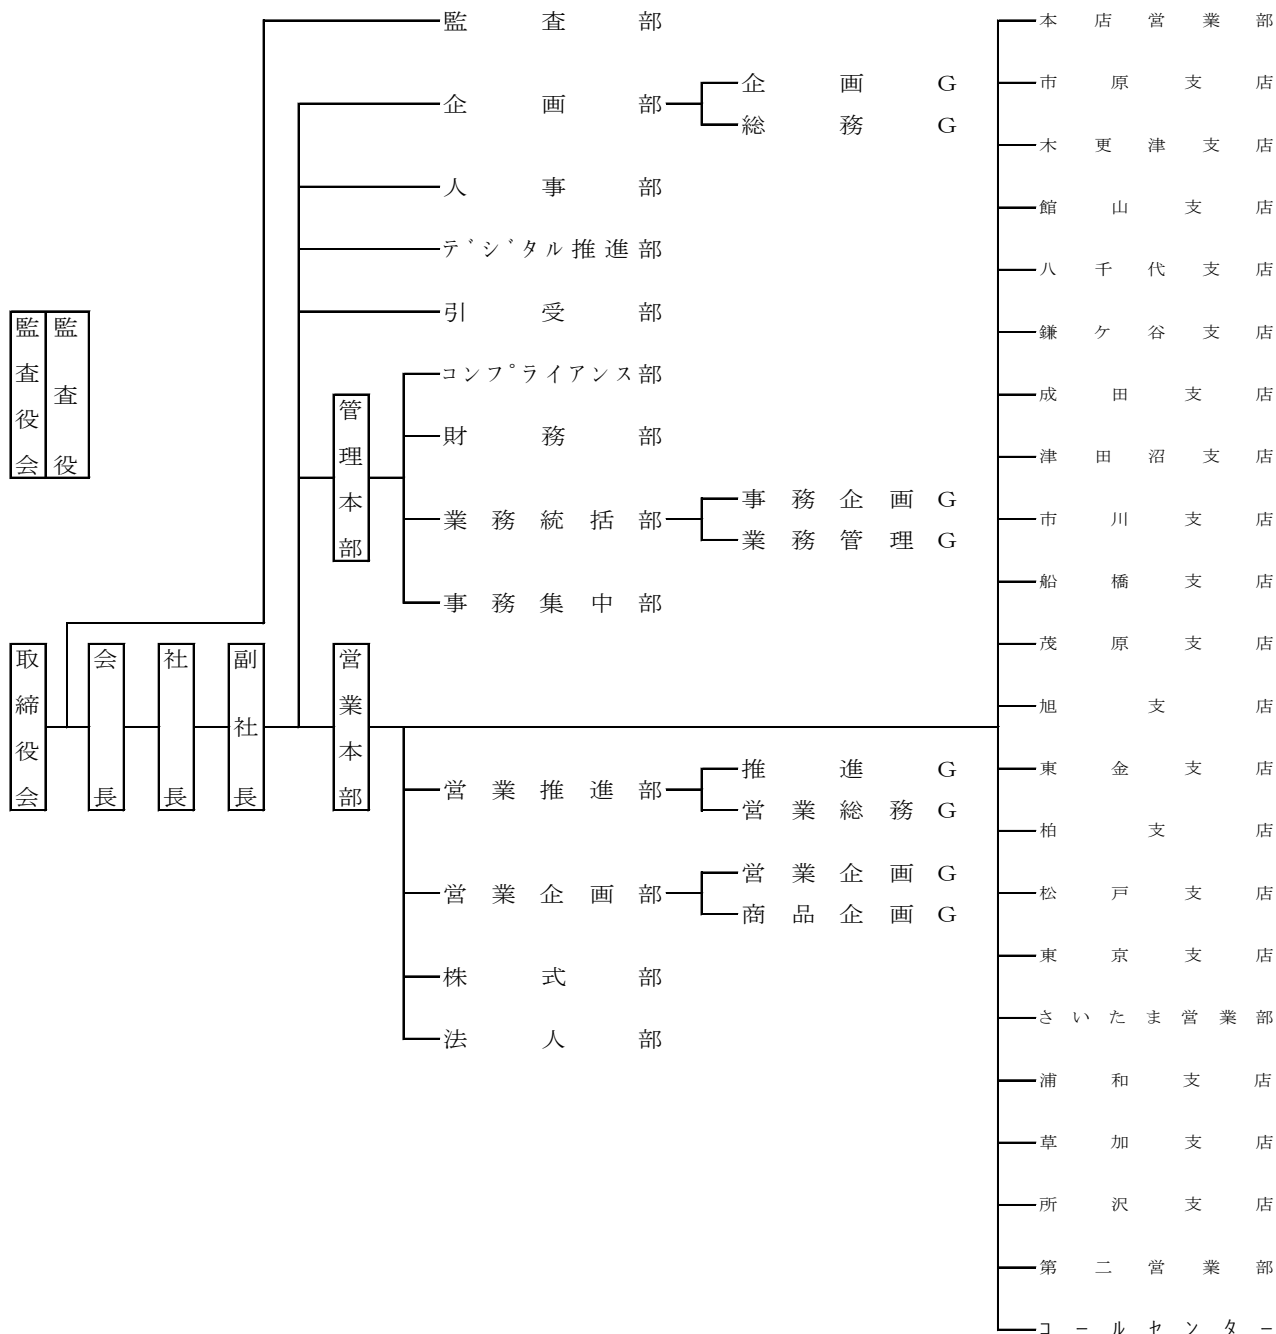 監査部
企画部
企画G
総務G
人事部
デジタル推進部
引受部
監査役会
監査役
管理本部
コンプライアンス部
財務部
業務統括部
事務企画G
業務管理G
事務集中部
取締役会
会長
社長
副社長
営業本部
営業推進部
推進G
営業総務G
営業企画部
営業企画G
商品企画G
株式部
法人部
本店営業部
市原支店
木更津支店
館山支店
八千代支店
鎌ケ谷支店
成田支店
津田沼支店
市川支店
船橋支店
茂原支店
旭支店
東金支店
柏支店
松戸支店
東京支店
さいたま営業部
浦和支店
草加支店
所沢支店
第二営業部
コールセンター